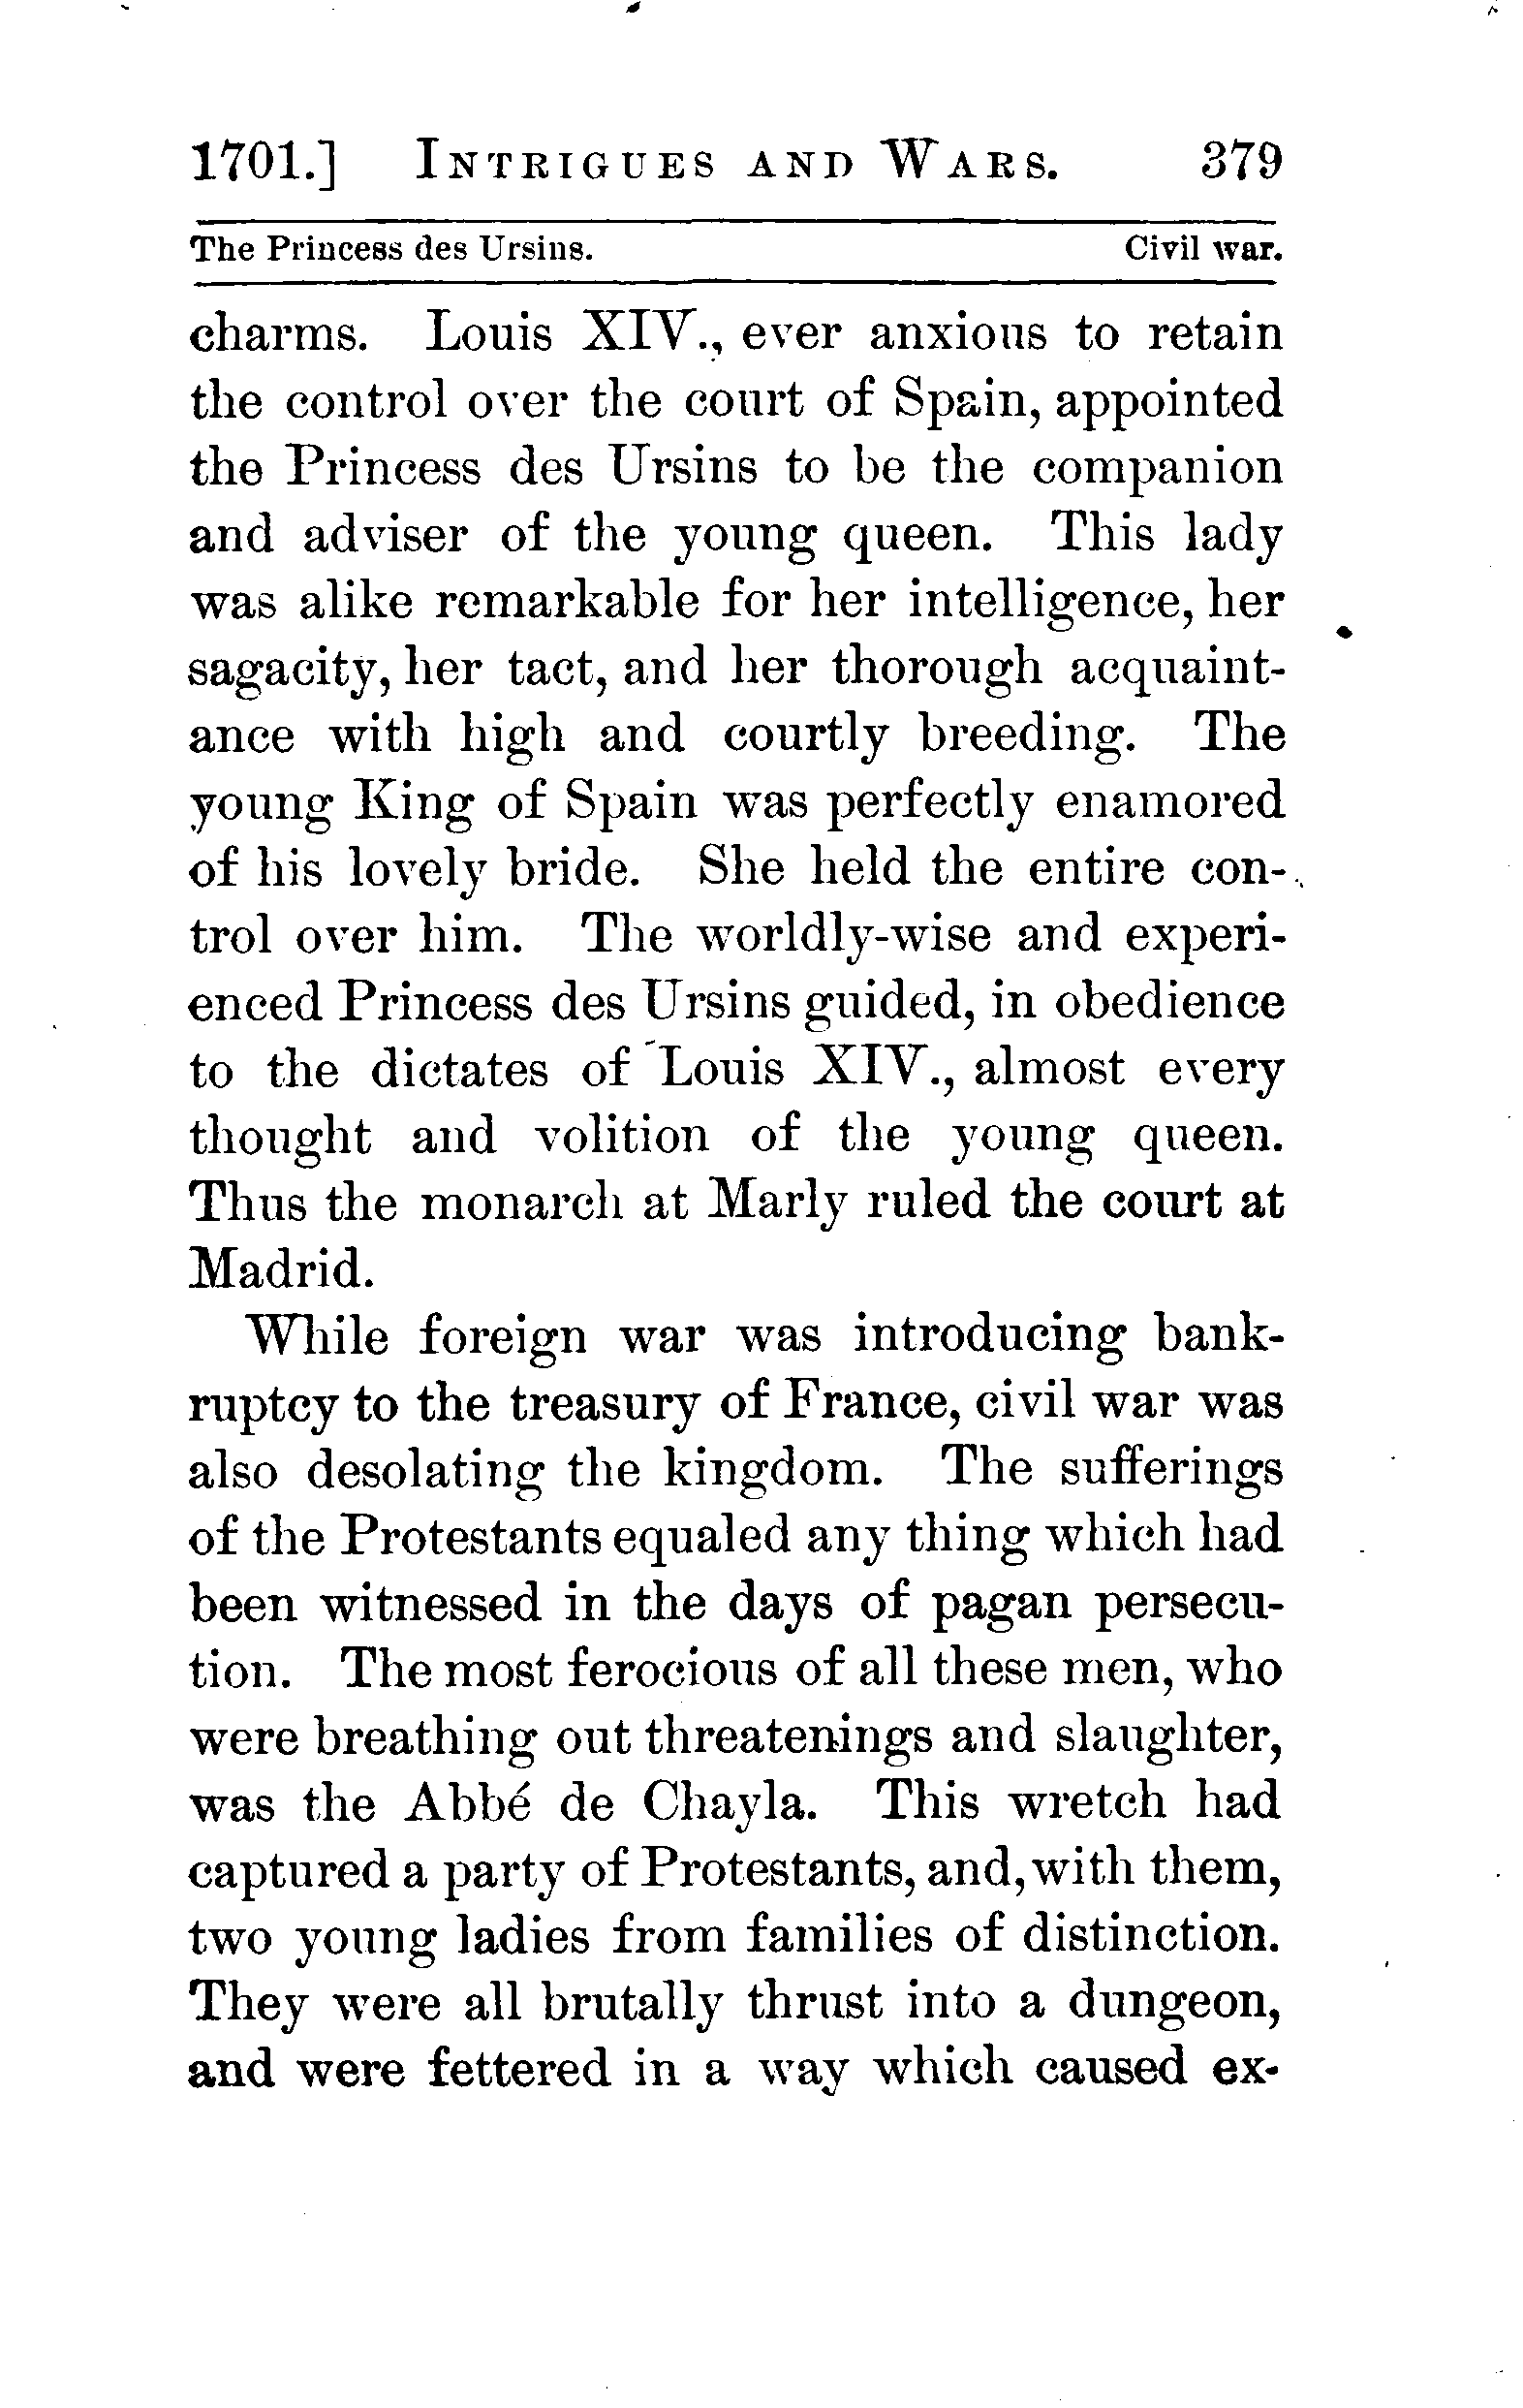 1701.] INTRIGUES AND WARS. 379
The Princess des Ursins. Civil war.
charms. Louis XIV., ever anxious to retain
the control over the court of Spain, appointed
the Princess des Ursins to be the companion
and adviser of the young queen. This lady
was alike remarkable for her intelligence, her
sagacity, her tact, and her thorough acquaint-
ance with high and courtly breeding. The
young King of Spain was perfectly enamored
of his lovely bride. She held the entire con-
trol over him. The worldly-wise and experi-
enced Princess des Ursins guided, in obedience
to the dictates of Louis XIV., almost every
thought and volition of the young queen.
Thus the monarch at Marly ruled the court at
Madrid.
While foreign war was introducing bank-
ruptcy to the treasury of France, civil war was
also desolating the kingdom. The sufferings
of the Protestants equaled any thing which had
been witnessed in the days of pagan persecu-
tion. The most ferocious of all these men, who
were breathing out threatenings and slaughter,
was the Abbé de Chayla. This wretch had
captured a party of Protestants, and, with them,
two young ladies from families of distinction.
They were all brutally thrust into a dungeon,
and were fettered in a way which caused ex-